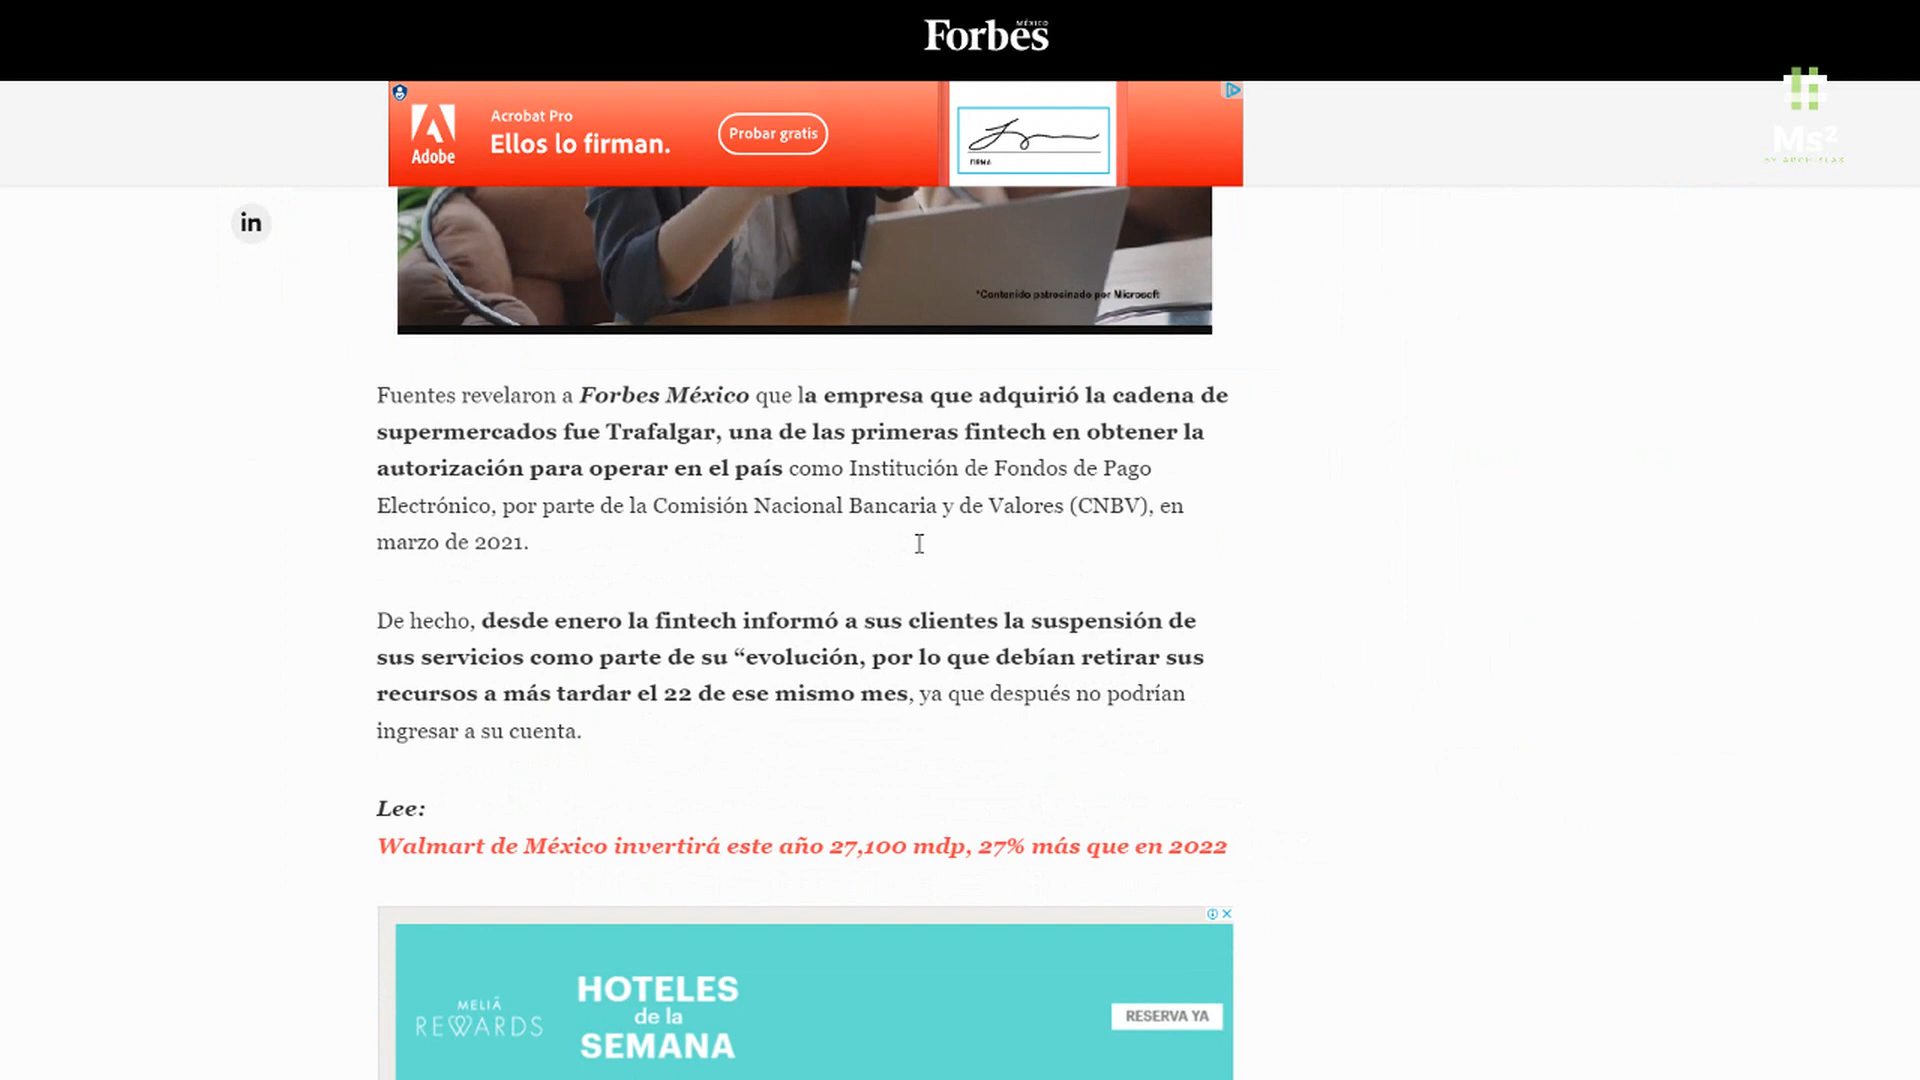 Forbes
MÉXICO
Acrobat Pro
Ellos lo firman.
Adobe
Probar gratis
FIRMA
Ms²
BY ARCHIFLEX
in
*Contenido patrocinado por Microsoft
Fuentes revelaron a Forbes México que la empresa que adquirió la cadena de
supermercados fue Trafalgar, una de las primeras fintech en obtener la
autorización para operar en el país como Institución de Fondos de Pago
Electrónico, por parte de la Comisión Nacional Bancaria y de Valores (CNBV), en
marzo de 2021.
De hecho, desde enero la fintech informó a sus clientes la suspensión de
sus servicios como parte de su “evolución, por lo que debían retirar sus
recursos a más tardar el 22 de ese mismo mes, ya que después no podrían
ingresar a su cuenta.
Lee:
Walmart de México invertirá este año 27,100 mdp, 27% más que en 2022
MELIÃ
REWARDS
HOTELES
de la
SEMANA
RESERVA YA